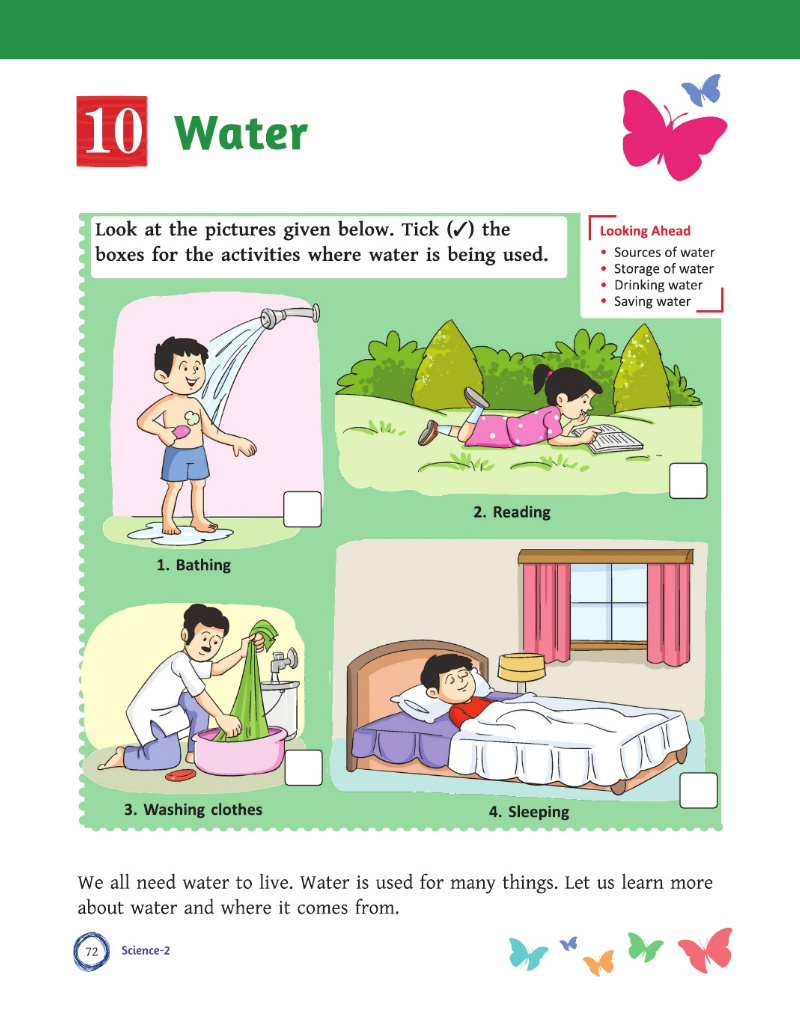 10 Water
Look at the pictures given below. Tick (✓) the
boxes for the activities where water is being used.
Looking Ahead
• Sources of water
• Storage of water
• Drinking water
• Saving water
1. Bathing
2. Reading
3. Washing clothes
4. Sleeping
We all need water to live. Water is used for many things. Let us learn more
about water and where it comes from.
72 Science-2